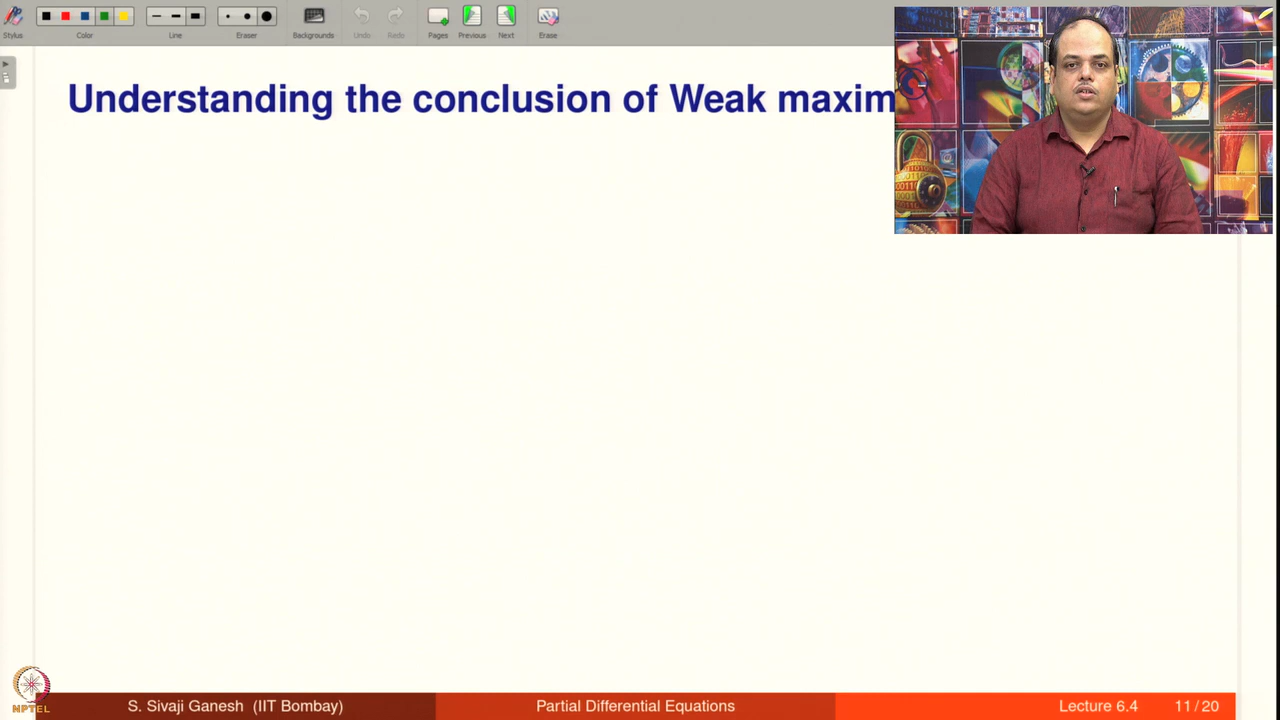 Stylus Color Line Eraser Backgrounds Undo Redo Pages Previous Next Erase
Understanding the conclusion of Weak maxim
S. Sivaji Ganesh (IIT Bombay) Partial Differential Equations Lecture 6.4 11/20
NPTEL